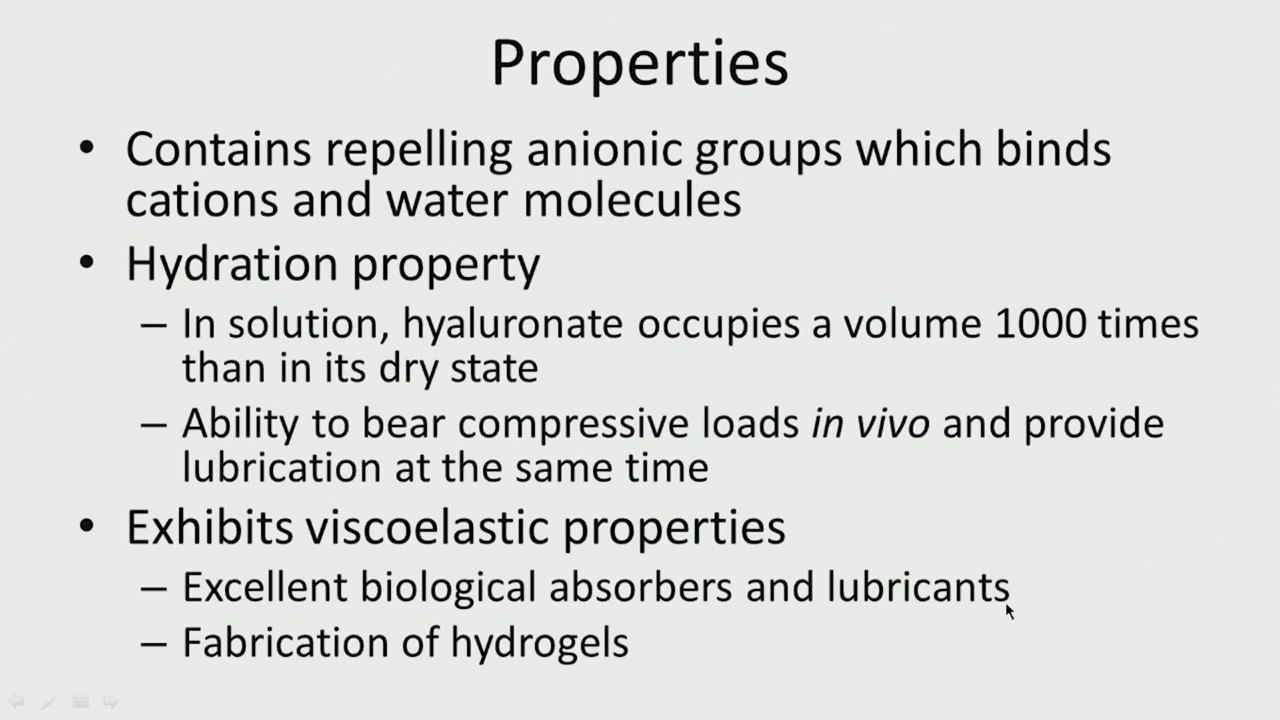 Properties
• Contains repelling anionic groups which binds
cations and water molecules
• Hydration property
– In solution, hyaluronate occupies a volume 1000 times
than in its dry state
– Ability to bear compressive loads in vivo and provide
lubrication at the same time
• Exhibits viscoelastic properties
– Excellent biological absorbers and lubricants
– Fabrication of hydrogels